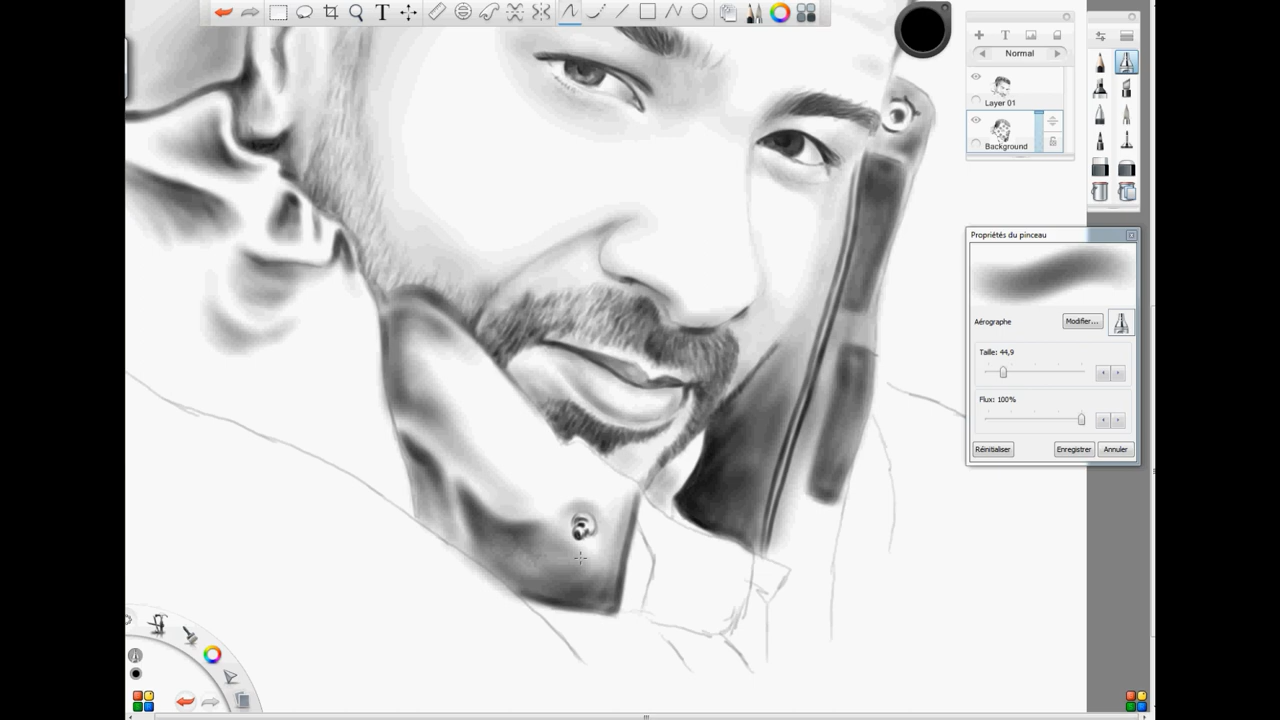 T
T
Normal
Layer 01
Background
Propriétés du pinceau
Aérographe
Modifier...
Taille: 44,9
Flux: 100%
Réinitialiser
Enregistrer
Annuler